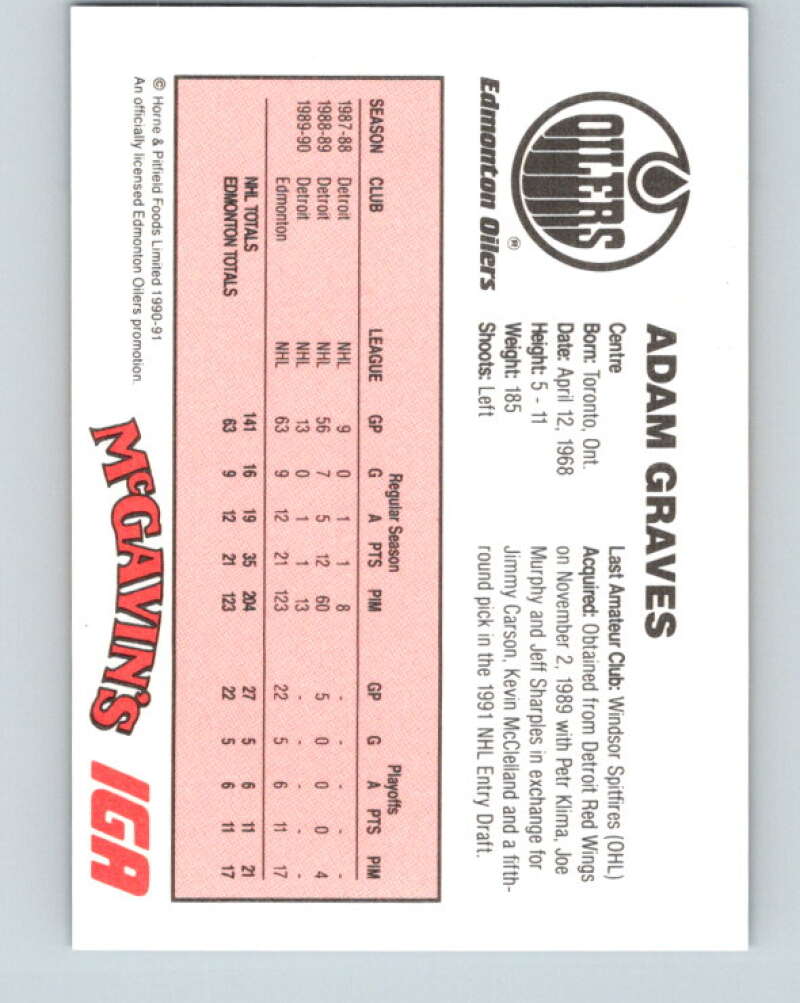 OILERS
Edmonton Oilers ®
ADAM GRAVES
Centre
Born: Toronto, Ont.
Date: April 12, 1968
Height: 5 - 11
Weight: 185
Shoots: Left
Last Amateur Club: Windsor Spitfires (OHL)
Acquired: Obtained from Detroit Red Wings
on November 2, 1989 with Petr Klima, Joe
Murphy and Jeff Sharples in exchange for
Jimmy Carson, Kevin McClelland and a fifth-
round pick in the 1991 NHL Entry Draft.
Regular Season Playoffs
SEASON CLUB LEAGUE GP G A PTS PIM GP G A PTS PIM
1987-88 Detroit NHL 9 0 1 1 8 - - - - -
1988-89 Detroit NHL 56 7 5 12 60 5 0 0 0 4
1989-90 Detroit NHL 13 0 1 1 13 - - - - -
Edmonton NHL 63 9 12 21 123 22 5 6 11 17
NHL TOTALS 141 16 19 35 204 27 5 6 11 21
EDMONTON TOTALS 63 9 12 21 123 22 5 6 11 17
© Horne & Pitfield Foods Limited 1990-91
An officially licensed Edmonton Oilers promotion.
McGAVIN'S
IGA